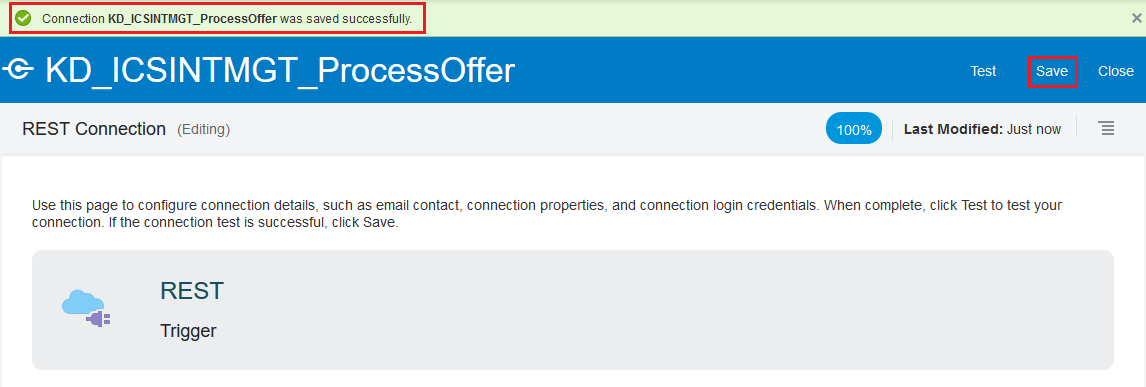 Connection KD_ICSINTMGT_ProcessOffer was saved successfully.
KD_ICSINTMGT_ProcessOffer Test Save Close
REST Connection (Editing) 100% Last Modified: Just now
Use this page to configure connection details, such as email contact, connection properties, and connection login credentials. When complete, click Test to test your
connection. If the connection test is successful, click Save.
REST
Trigger